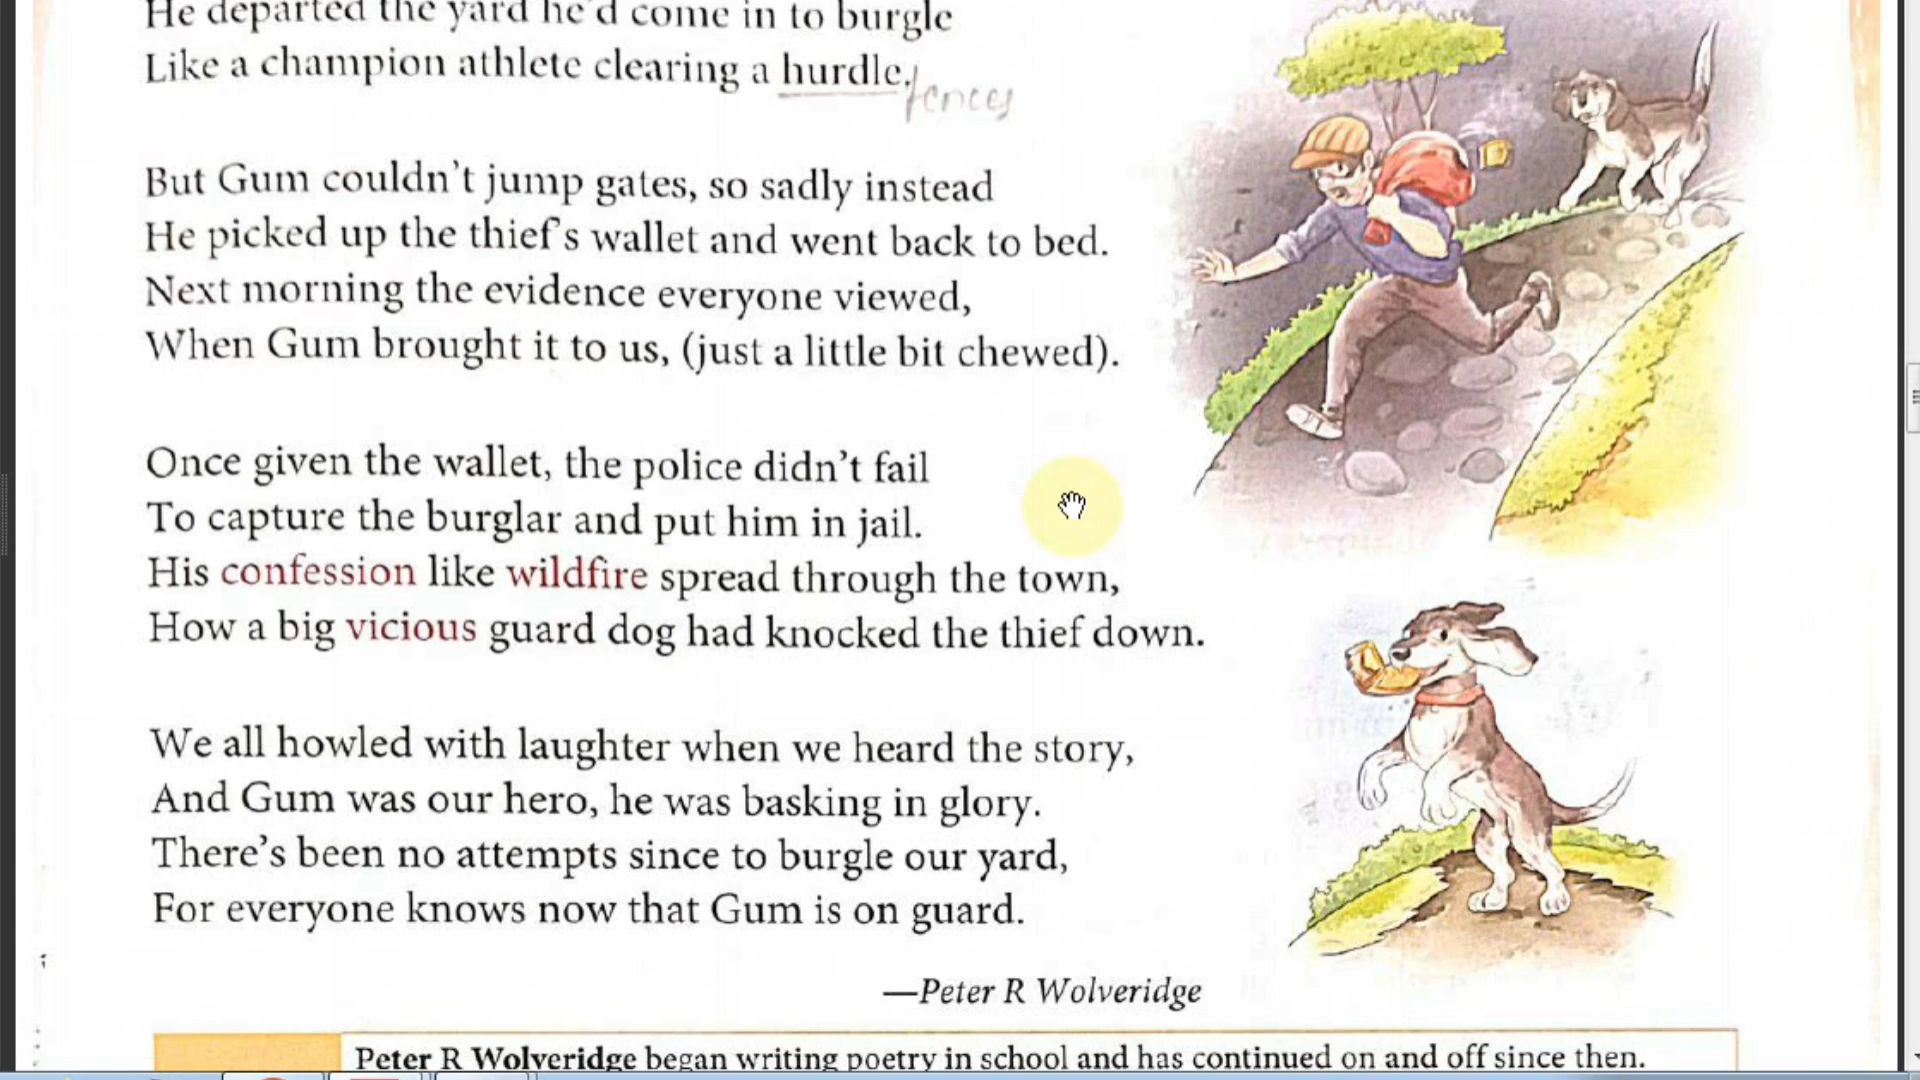 He departed the yard he'd come in to burgle
Like a champion athlete clearing a hurdle.
fences
But Gum couldn't jump gates, so sadly instead
He picked up the thief's wallet and went back to bed.
Next morning the evidence everyone viewed,
When Gum brought it to us, (just a little bit chewed).
Once given the wallet, the police didn't fail
To capture the burglar and put him in jail.
His confession like wildfire spread through the town,
How a big vicious guard dog had knocked the thief down.
We all howled with laughter when we heard the story,
And Gum was our hero, he was basking in glory.
There's been no attempts since to burgle our yard,
For everyone knows now that Gum is on guard.
—Peter R Wolveridge
Peter R Wolveridge began writing poetry in school and has continued on and off since then.